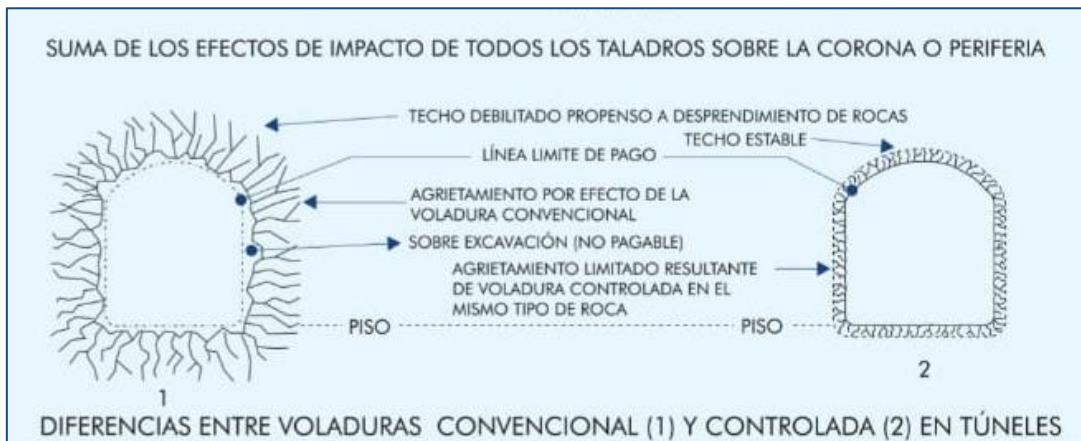 SUMA DE LOS EFECTOS DE IMPACTO DE TODOS LOS TALADROS SOBRE LA CORONA O PERIFERIA
TECHO DEBILITADO PROPENSO A DESPRENDIMIENTO DE ROCAS
TECHO ESTABLE
LÍNEA LIMITE DE PAGO
AGRIETAMIENTO POR EFECTO DE LA
VOLADURA CONVENCIONAL
SOBRE EXCAVACIÓN (NO PAGABLE)
AGRIETAMIENTO LIMITADO RESULTANTE
DE VOLADURA CONTROLADA EN EL
MISMO TIPO DE ROCA
PISO
PISO
1
2
DIFERENCIAS ENTRE VOLADURAS CONVENCIONAL (1) Y CONTROLADA (2) EN TÚNELES